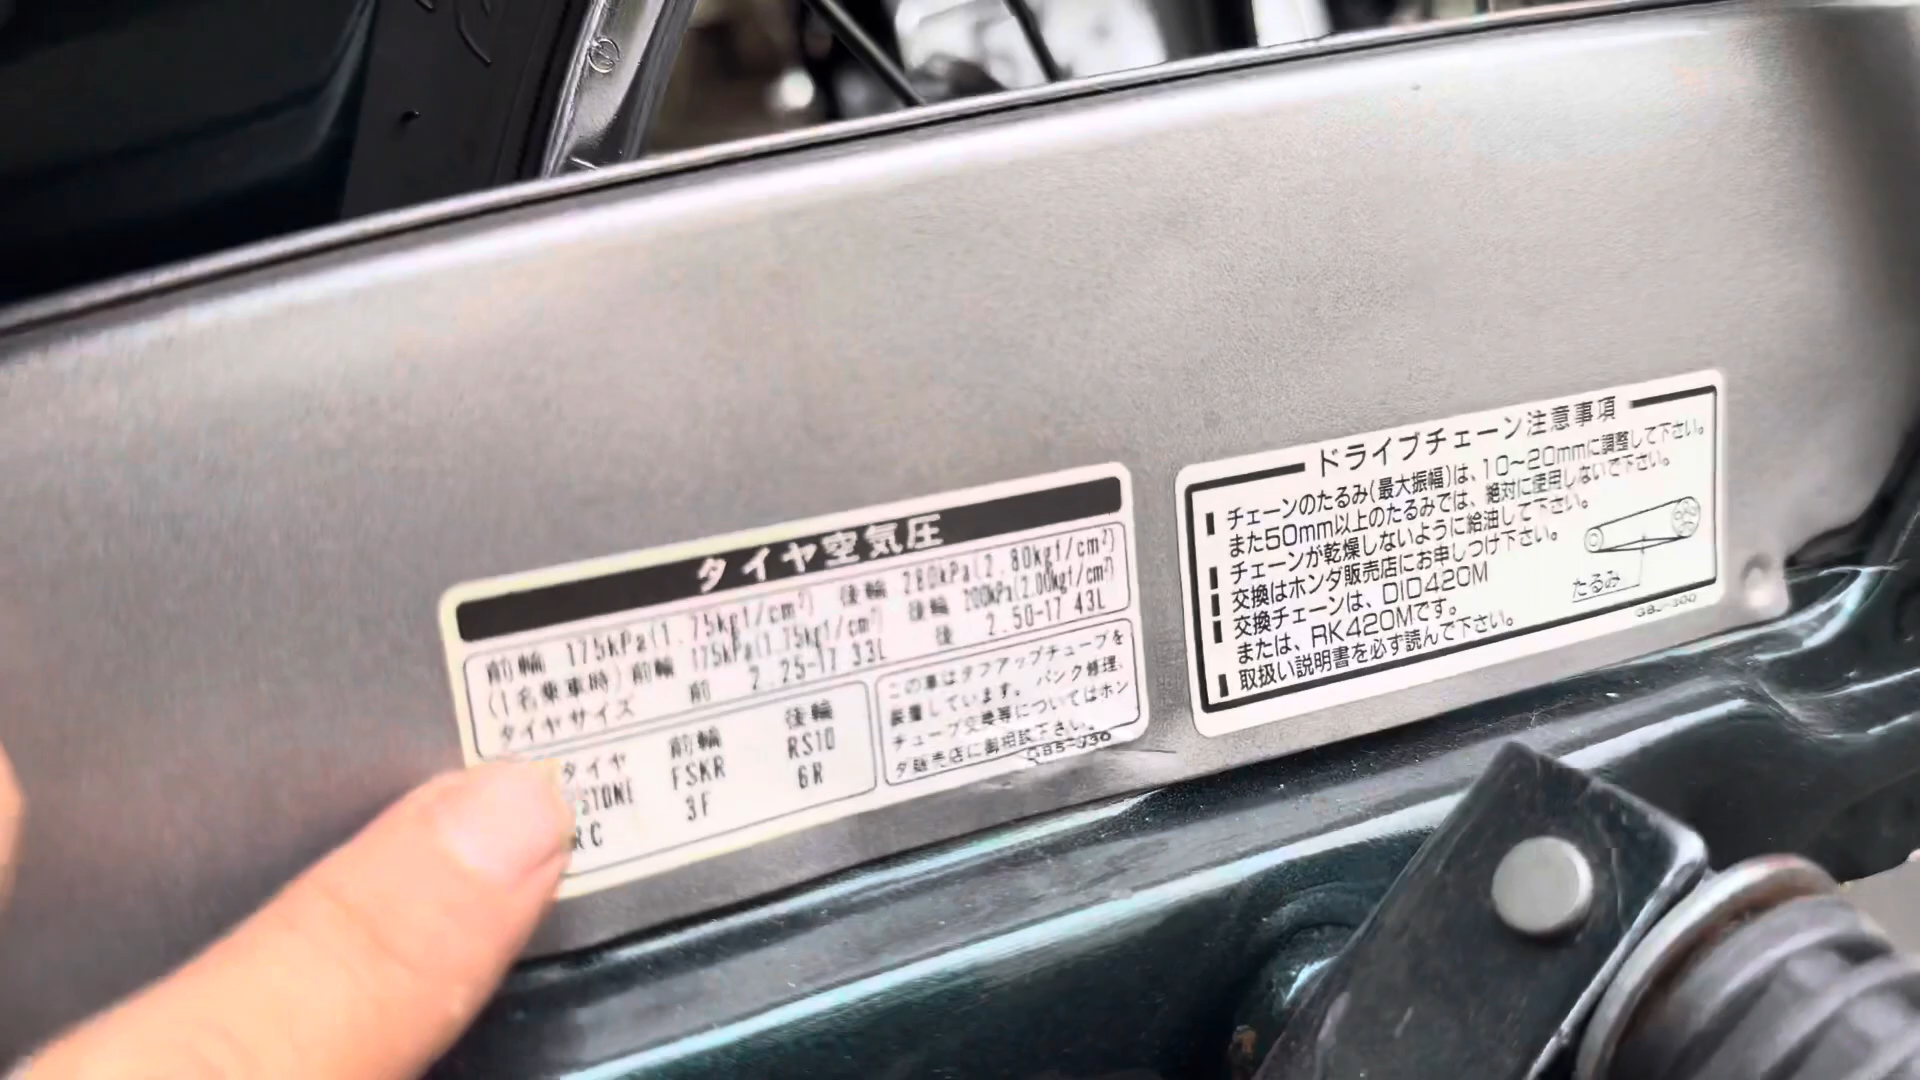 タイヤ空気圧
前輪 175kPa(1.75kgf/cm²) 後輪 280kPa(2.80kgf/cm²)
(1名乗車時)前輪 175kPa(1.75kgf/cm²) 後輪 200kPa(2.00kgf/cm²)
タイヤサイズ 前 2.25-17 33L 後 2.50-17 43L
タイヤ 前輪 後輪
STONE FSKR RS10
RC 3F 6R
この車はタフアップチューブを
装着しています。パンク修理、
チューブ交換等についてはホン
ダ販売店に御相談下さい。
ドライブチェーン注意事項
チェーンのたるみ(最大振幅)は、10~20mmに調整して下さい。
また50mm以上のたるみでは、絶対に使用しないで下さい。
チェーンが乾燥しないように給油して下さい。
交換はホンダ販売店にお申しつけ下さい。
交換チェーンは、DID420M
または、RK420Mです。
取扱い説明書を必ず読んで下さい。
たるみ